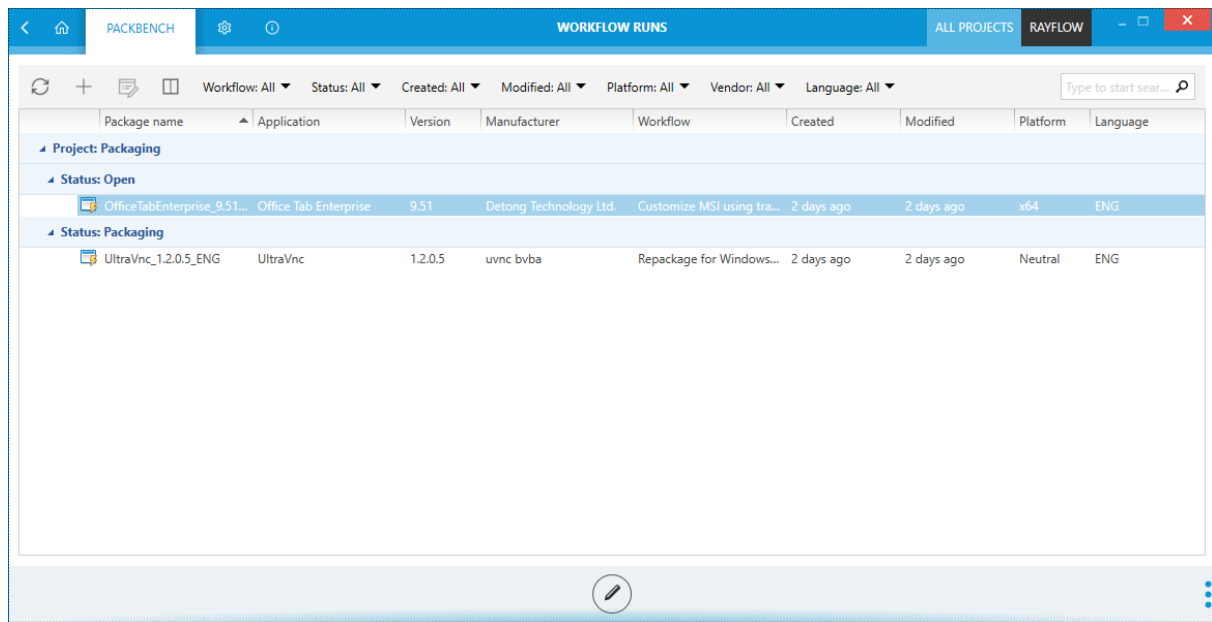 PACKBENCH WORKFLOW RUNS ALL PROJECTS RAYFLOW
Workflow: All Status: All Created: All Modified: All Platform: All Vendor: All Language: All Type to start sear...
Package name Application Version Manufacturer Workflow Created Modified Platform Language
Project: Packaging
Status: Open
OfficeTabEnterprise_9.51... Office Tab Enterprise 9.51 Detong Technology Ltd. Customize MSI using tra... 2 days ago 2 days ago x64 ENG
Status: Packaging
UltraVnc_1.2.0.5_ENG UltraVnc 1.2.0.5 uvnc bvba Repackage for Windows... 2 days ago 2 days ago Neutral ENG